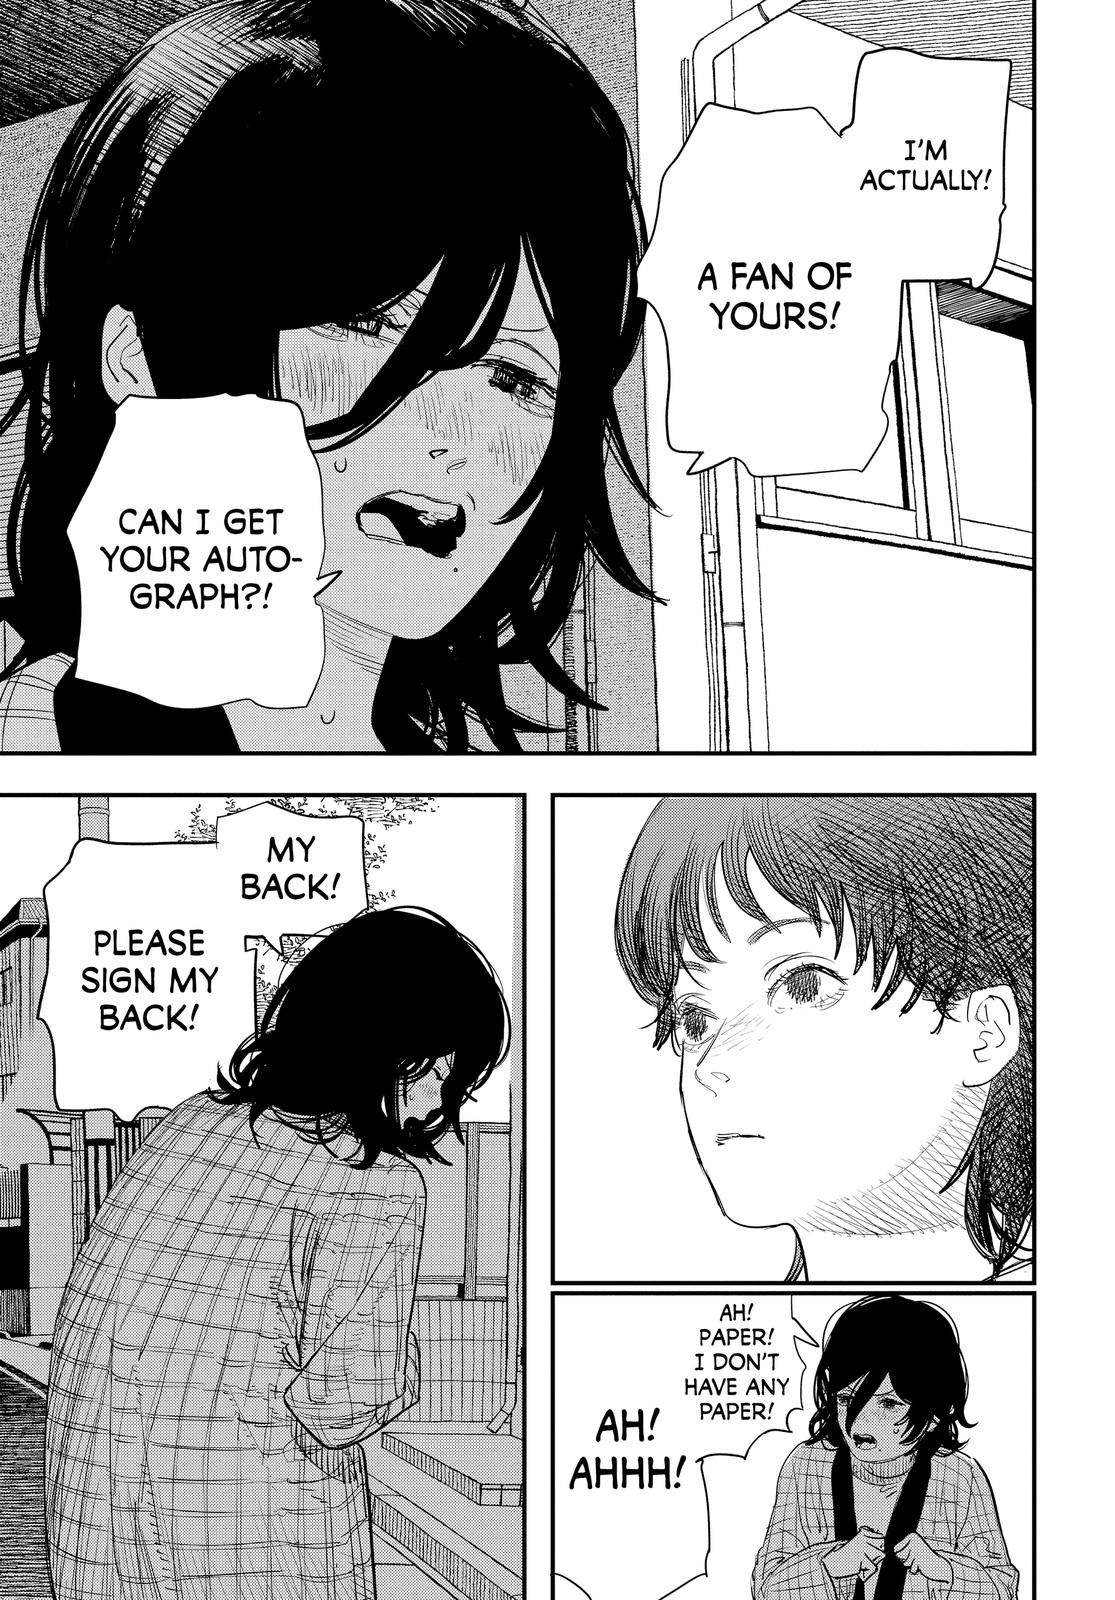 I'M
ACTUALLY!
A FAN OF
YOURS!
CAN I GET
YOUR AUTO-
GRAPH?!
AH!
PAPER!
I DON'T
HAVE ANY
PAPER!
AH!
AHHH!
MY
BACK!
PLEASE
SIGN MY
BACK!